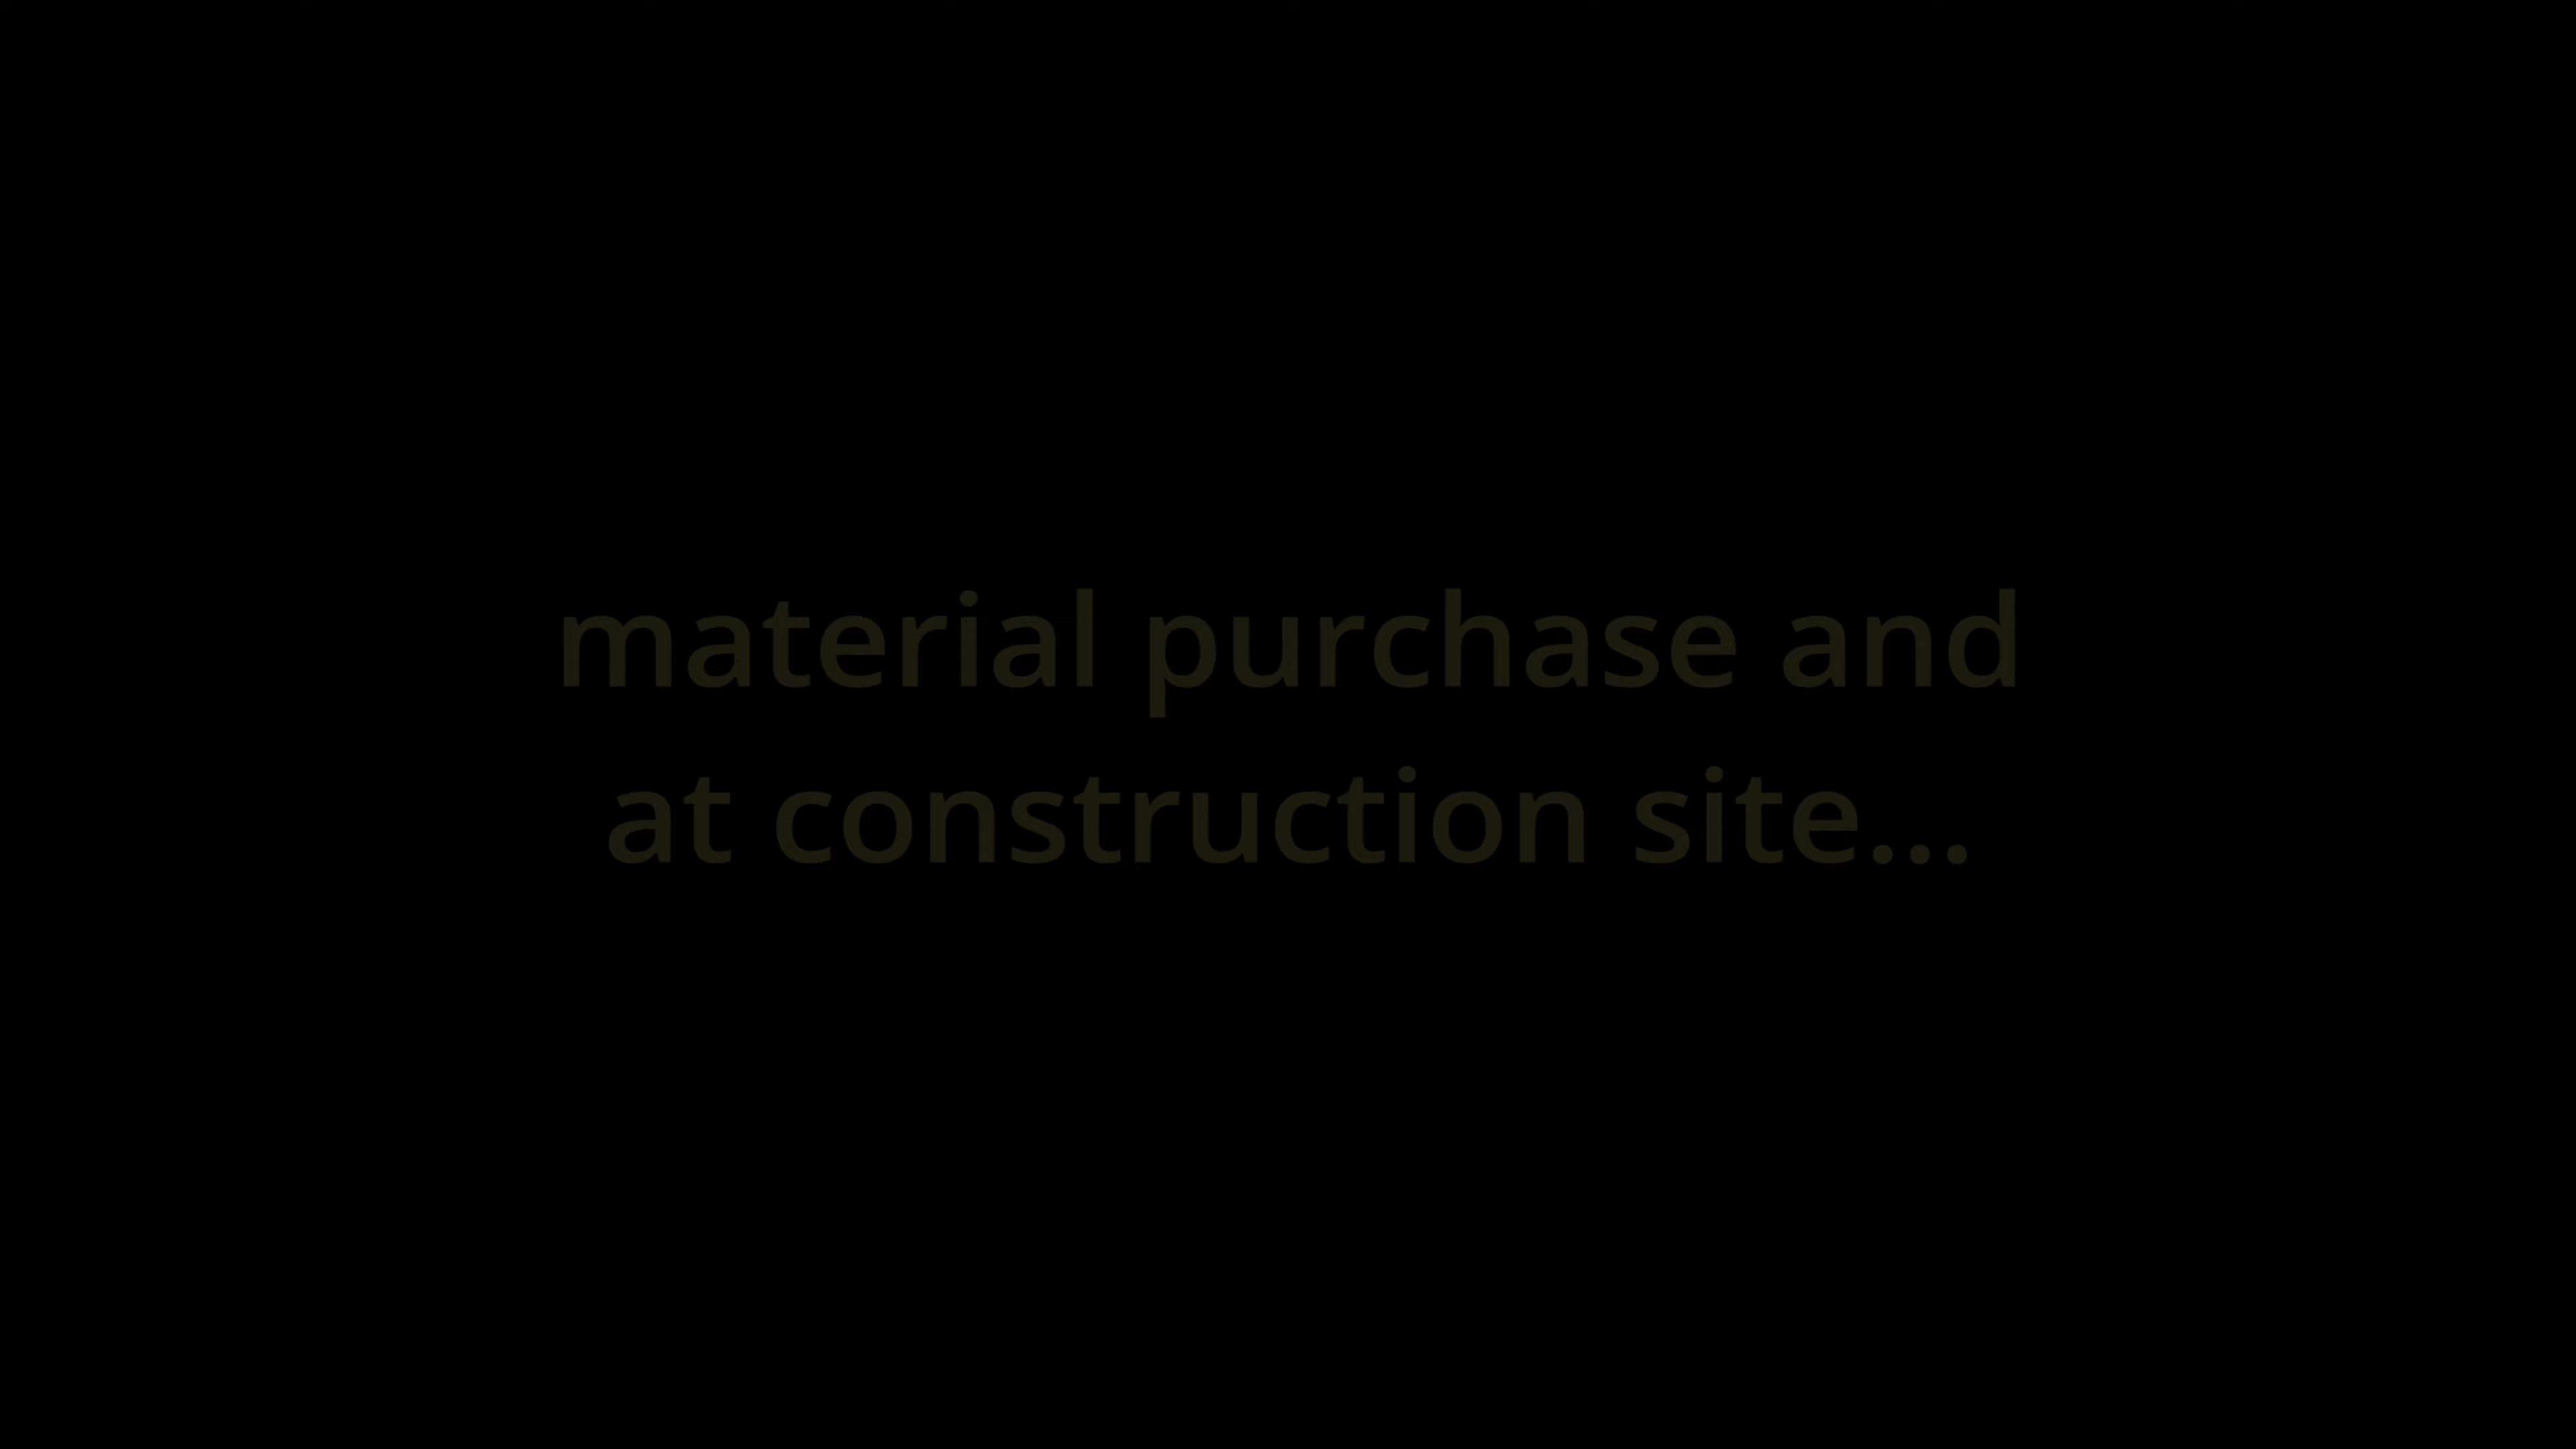 material purchase and
at construction site...